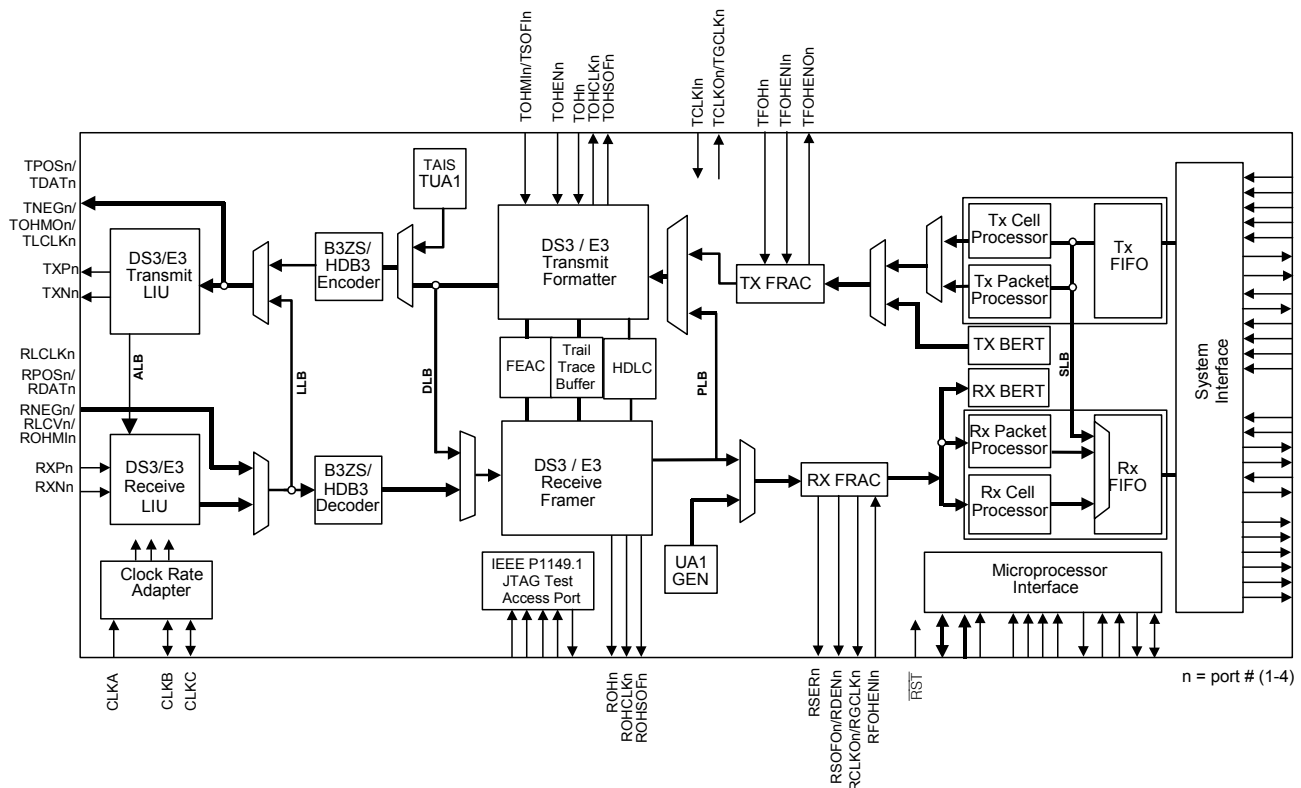 TOHMIn/TSOFIn
TOHENn
TOHn
TOHCLKn
TOHSOFn
TCLKIn
TCLKOn/TGCLKn
TFOHn
TFOHENIn
TFOHENOn
TPOSn/
TDATn
TNEGn/
TOHMOn/
TLCLKn
TXPn
TXNn
DS3/E3
Transmit
LIU
B3ZS/
HDB3
Encoder
TAIS
TUA1
DS3 / E3
Transmit
Formatter
TX FRAC
Tx Cell
Processor
Tx Packet
Processor
Tx
FIFO
TX BERT
System
Interface
FEAC
Trail
Trace
Buffer
HDLC
ALB
LLB
DLB
PLB
SLB
RLCLKn
RPOSn/
RDATn
RNEGn/
RLCVn/
ROHMIn
RXPn
RXNn
DS3/E3
Receive
LIU
B3ZS/
HDB3
Decoder
DS3 / E3
Receive
Framer
RX FRAC
RX BERT
Rx Packet
Processor
Rx Cell
Processor
Rx
FIFO
Clock Rate
Adapter
IEEE P1149.1
JTAG Test
Access Port
UA1
GEN
Microprocessor
Interface
CLKA
CLKB
CLKC
ROHn
ROHCLKn
ROHSOFn
RSERn
RSOFOn/RDENn
RCLKOn/RGCLKn
RFOHENIn
RST
n = port # (1-4)